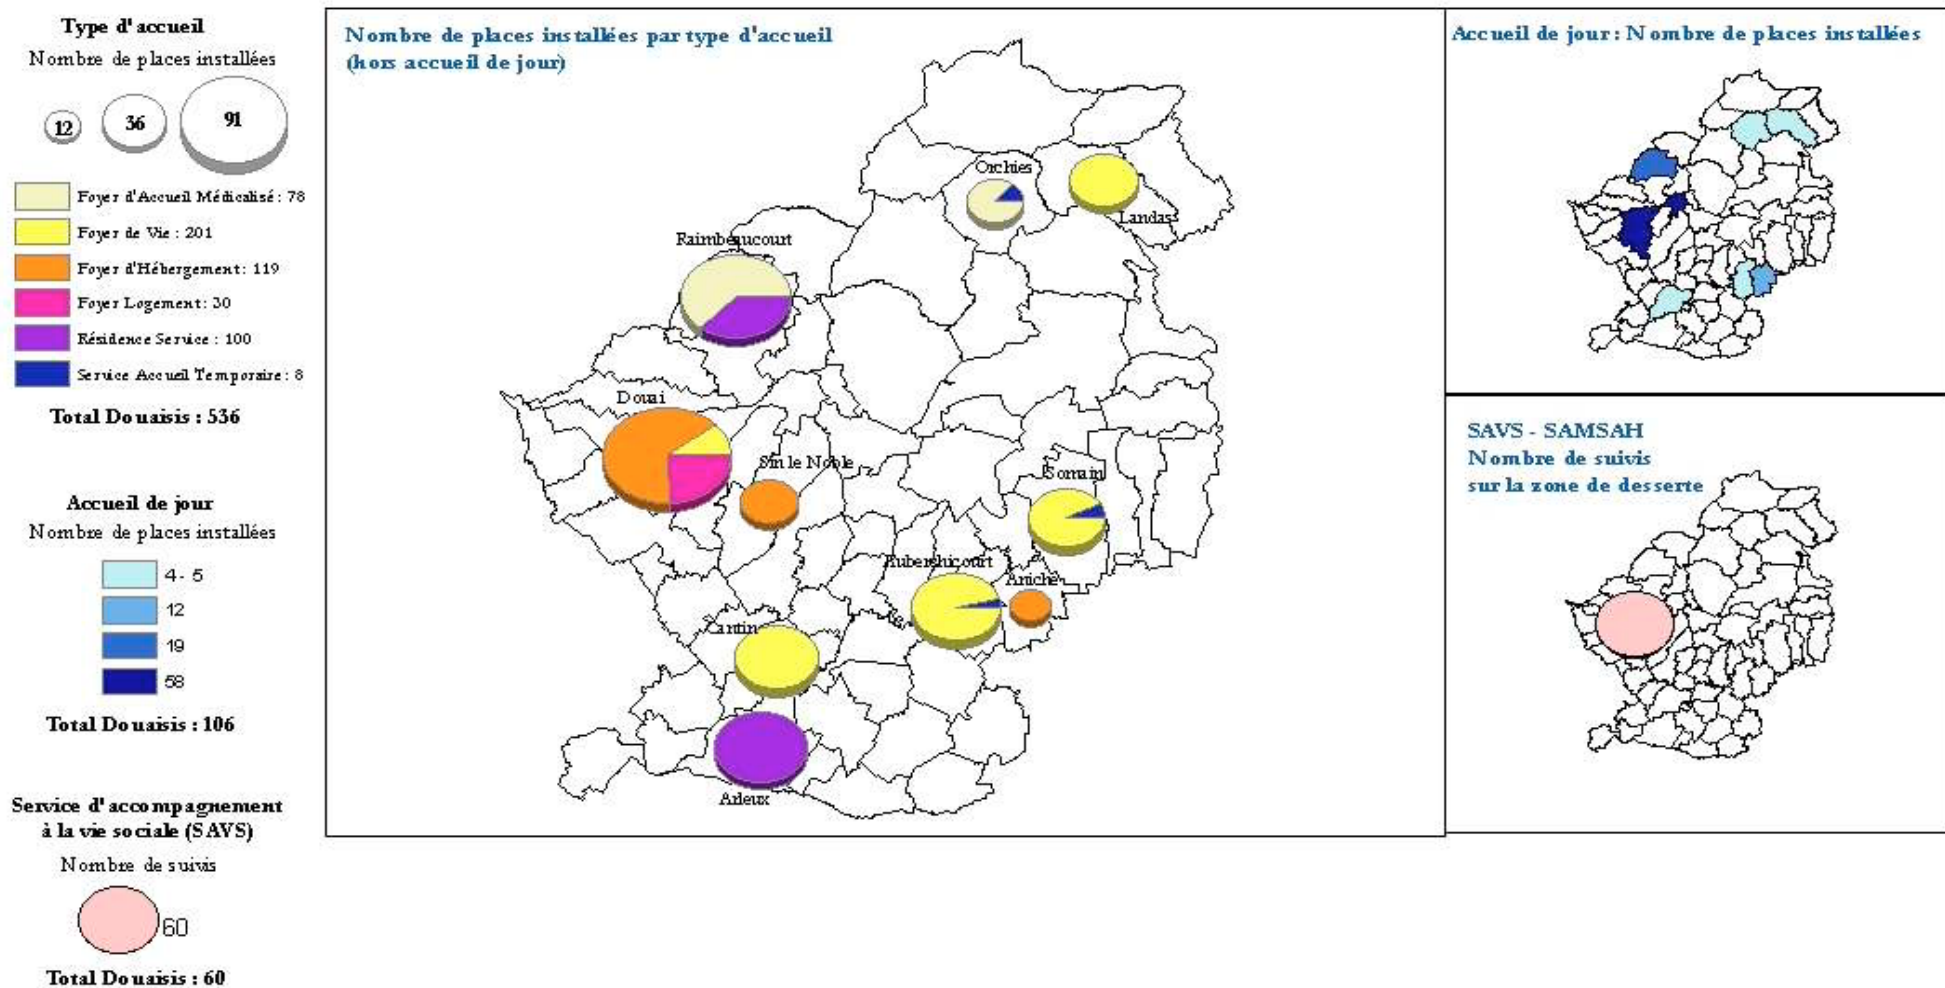 Type d'accueil
Nombre de places installées
12
36
91
Foyer d'Accueil Médicalisé : 78
Foyer de Vie : 201
Foyer d'Hébergement : 119
Foyer Logement : 30
Résidence Service : 100
Service Accueil Temporaire : 8
Total Douaisis : 536
Accueil de jour
Nombre de places installées
4 - 5
12
19
58
Total Douaisis : 106
Service d'accompagnement
à la vie sociale (SAVS)
Nombre de suivis
60
Total Douaisis : 60
Nombre de places installées par type d'accueil
(hors accueil de jour)
Orchies
Landas
Raimbeaucourt
Douai
Sin le Noble
Somain
Auberchicourt
Aniche
Cantin
Arleux
Accueil de jour : Nombre de places installées
SAVS - SAMSAH
Nombre de suivis
sur la zone de desserte